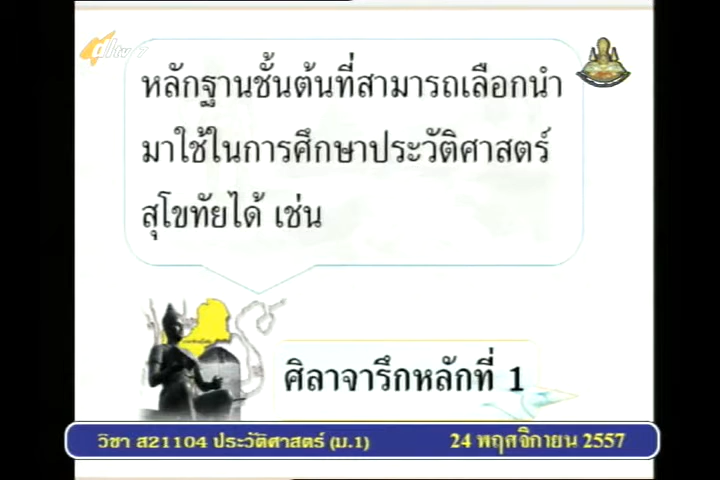 dltv 7
หลักฐานชั้นต้นที่สามารถเลือกนำ
มาใช้ในการศึกษาประวัติศาสตร์
สุโขทัยได้ เช่น
ศิลาจารึกหลักที่ 1
วิชา ส21104 ประวัติศาสตร์ (ม.1)
24 พฤศจิกายน 2557